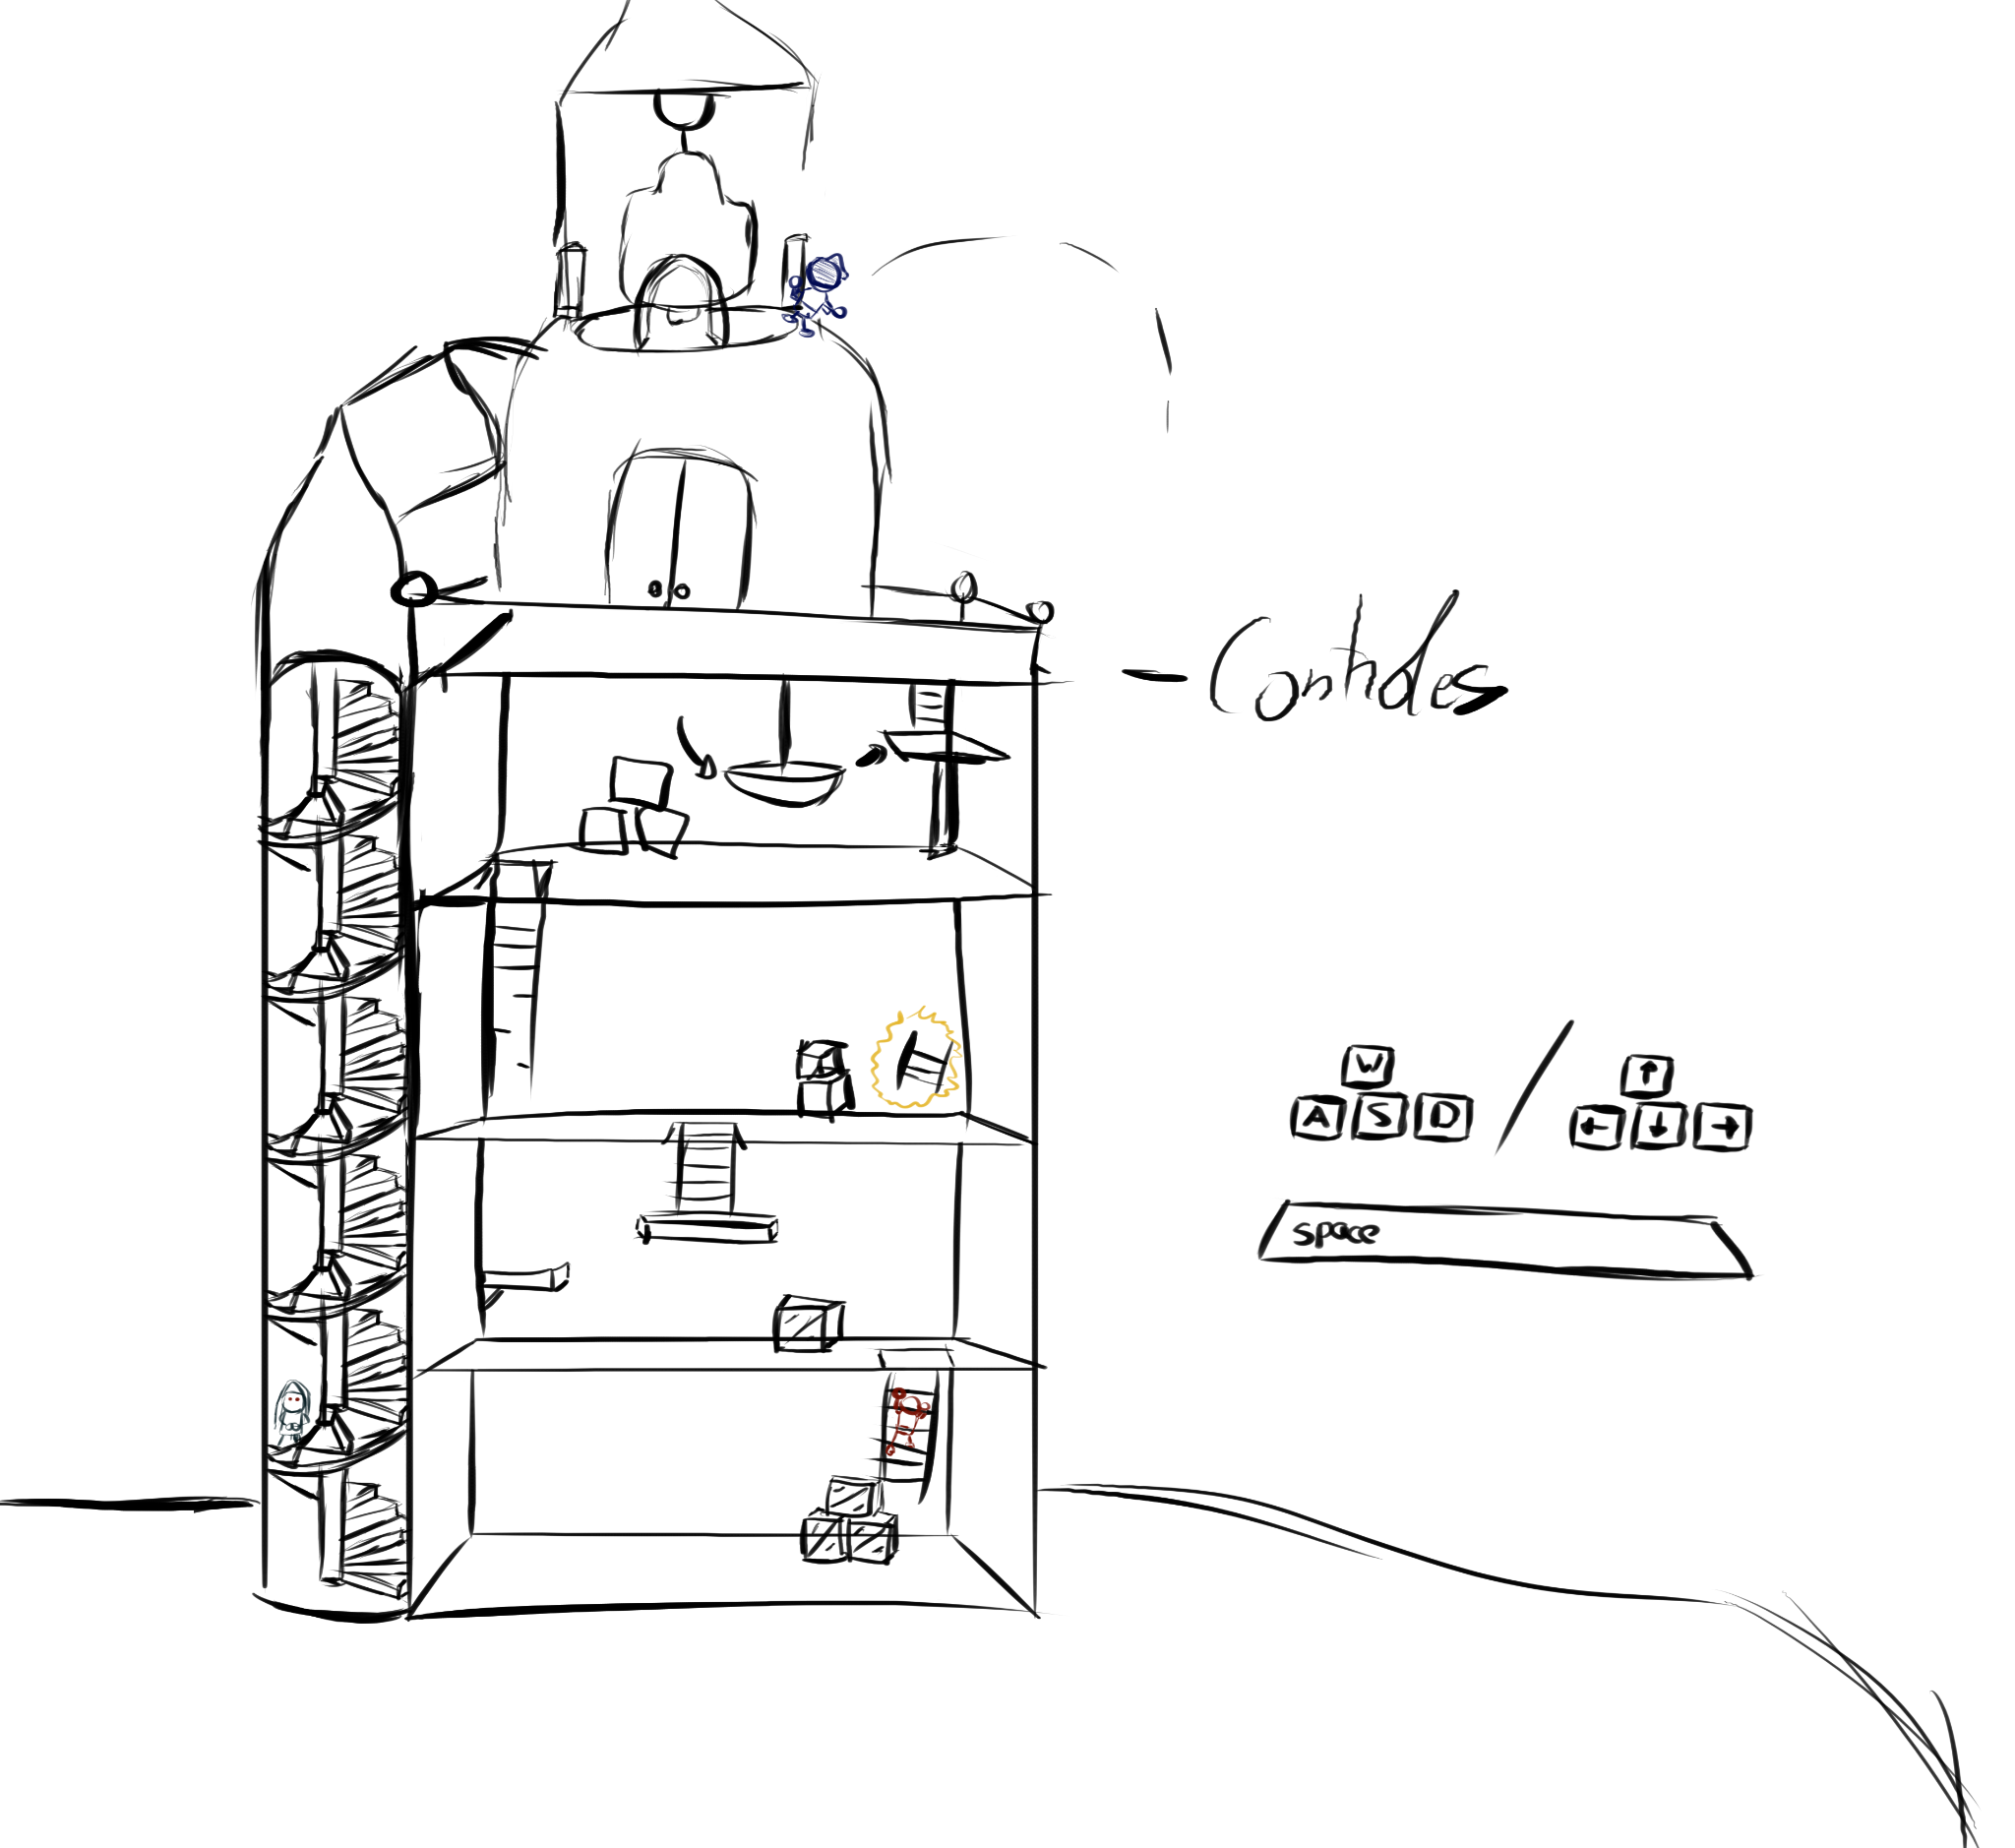 - Controles
W
A S D / ↑
← ↓ →
space